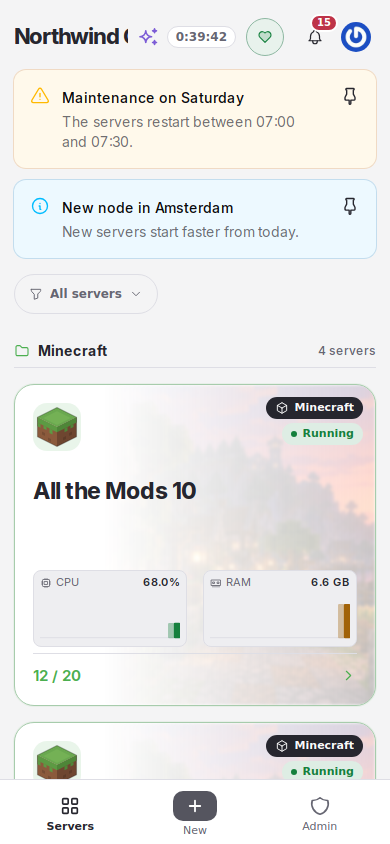 Northwind
0:39:42
15
Maintenance on Saturday
The servers restart between 07:00
and 07:30.
New node in Amsterdam
New servers start faster from today.
All servers
Minecraft
4 servers
Minecraft
Running
All the Mods 10
CPU
68.0%
RAM
6.6 GB
12 / 20
Minecraft
Running
Servers
New
Admin